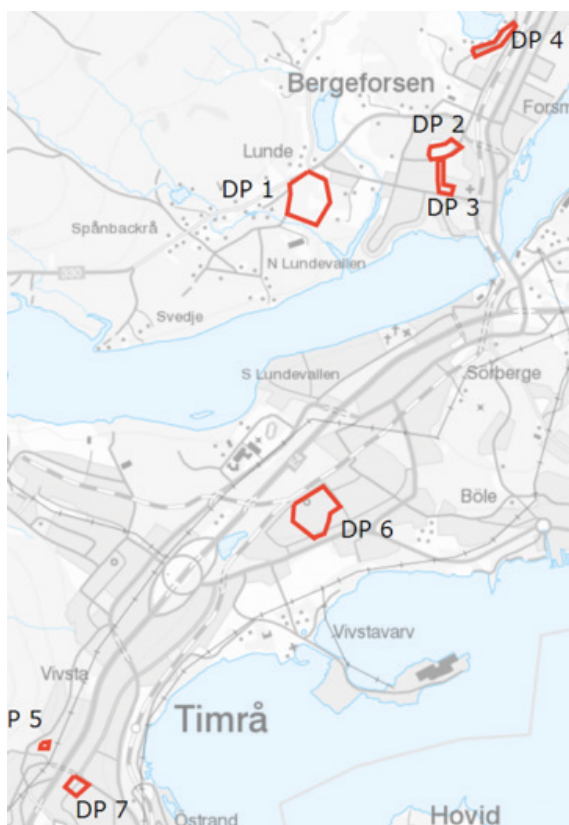 DP 4
Bergeforsen
Forsm
DP 2
Lunde
DP 1
DP 3
Spånbackrå
N Lundevallen
Svedje
S Lundevallen
Sörberge
E4
Böle
DP 6
Vivstavarv
Vivsta
P 5
Timrå
DP 7
Östrand
Hovid